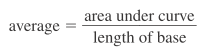 average = area under curve / length of base